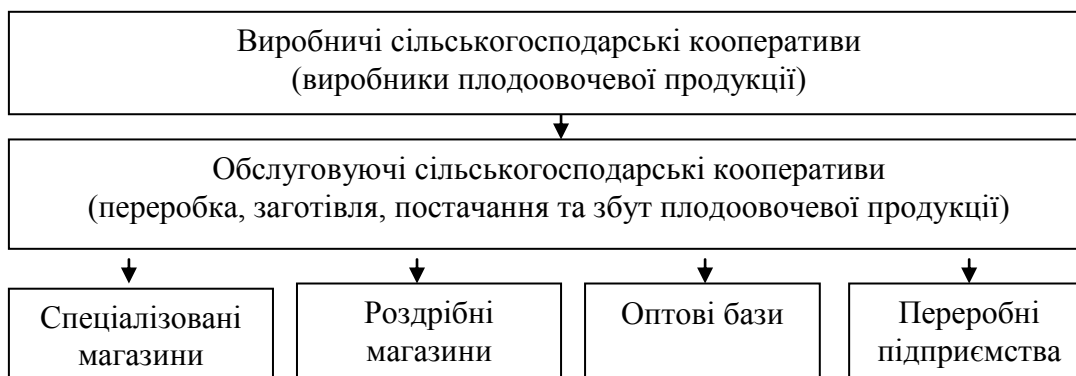 Виробничі сільськогосподарські кооперативи
(виробники плодоовочевої продукції)
Обслуговуючі сільськогосподарські кооперативи
(переробка, заготівля, постачання та збут плодоовочевої продукції)
Спеціалізовані
магазини
Роздрібні
магазини
Оптові бази
Переробні
підприємства